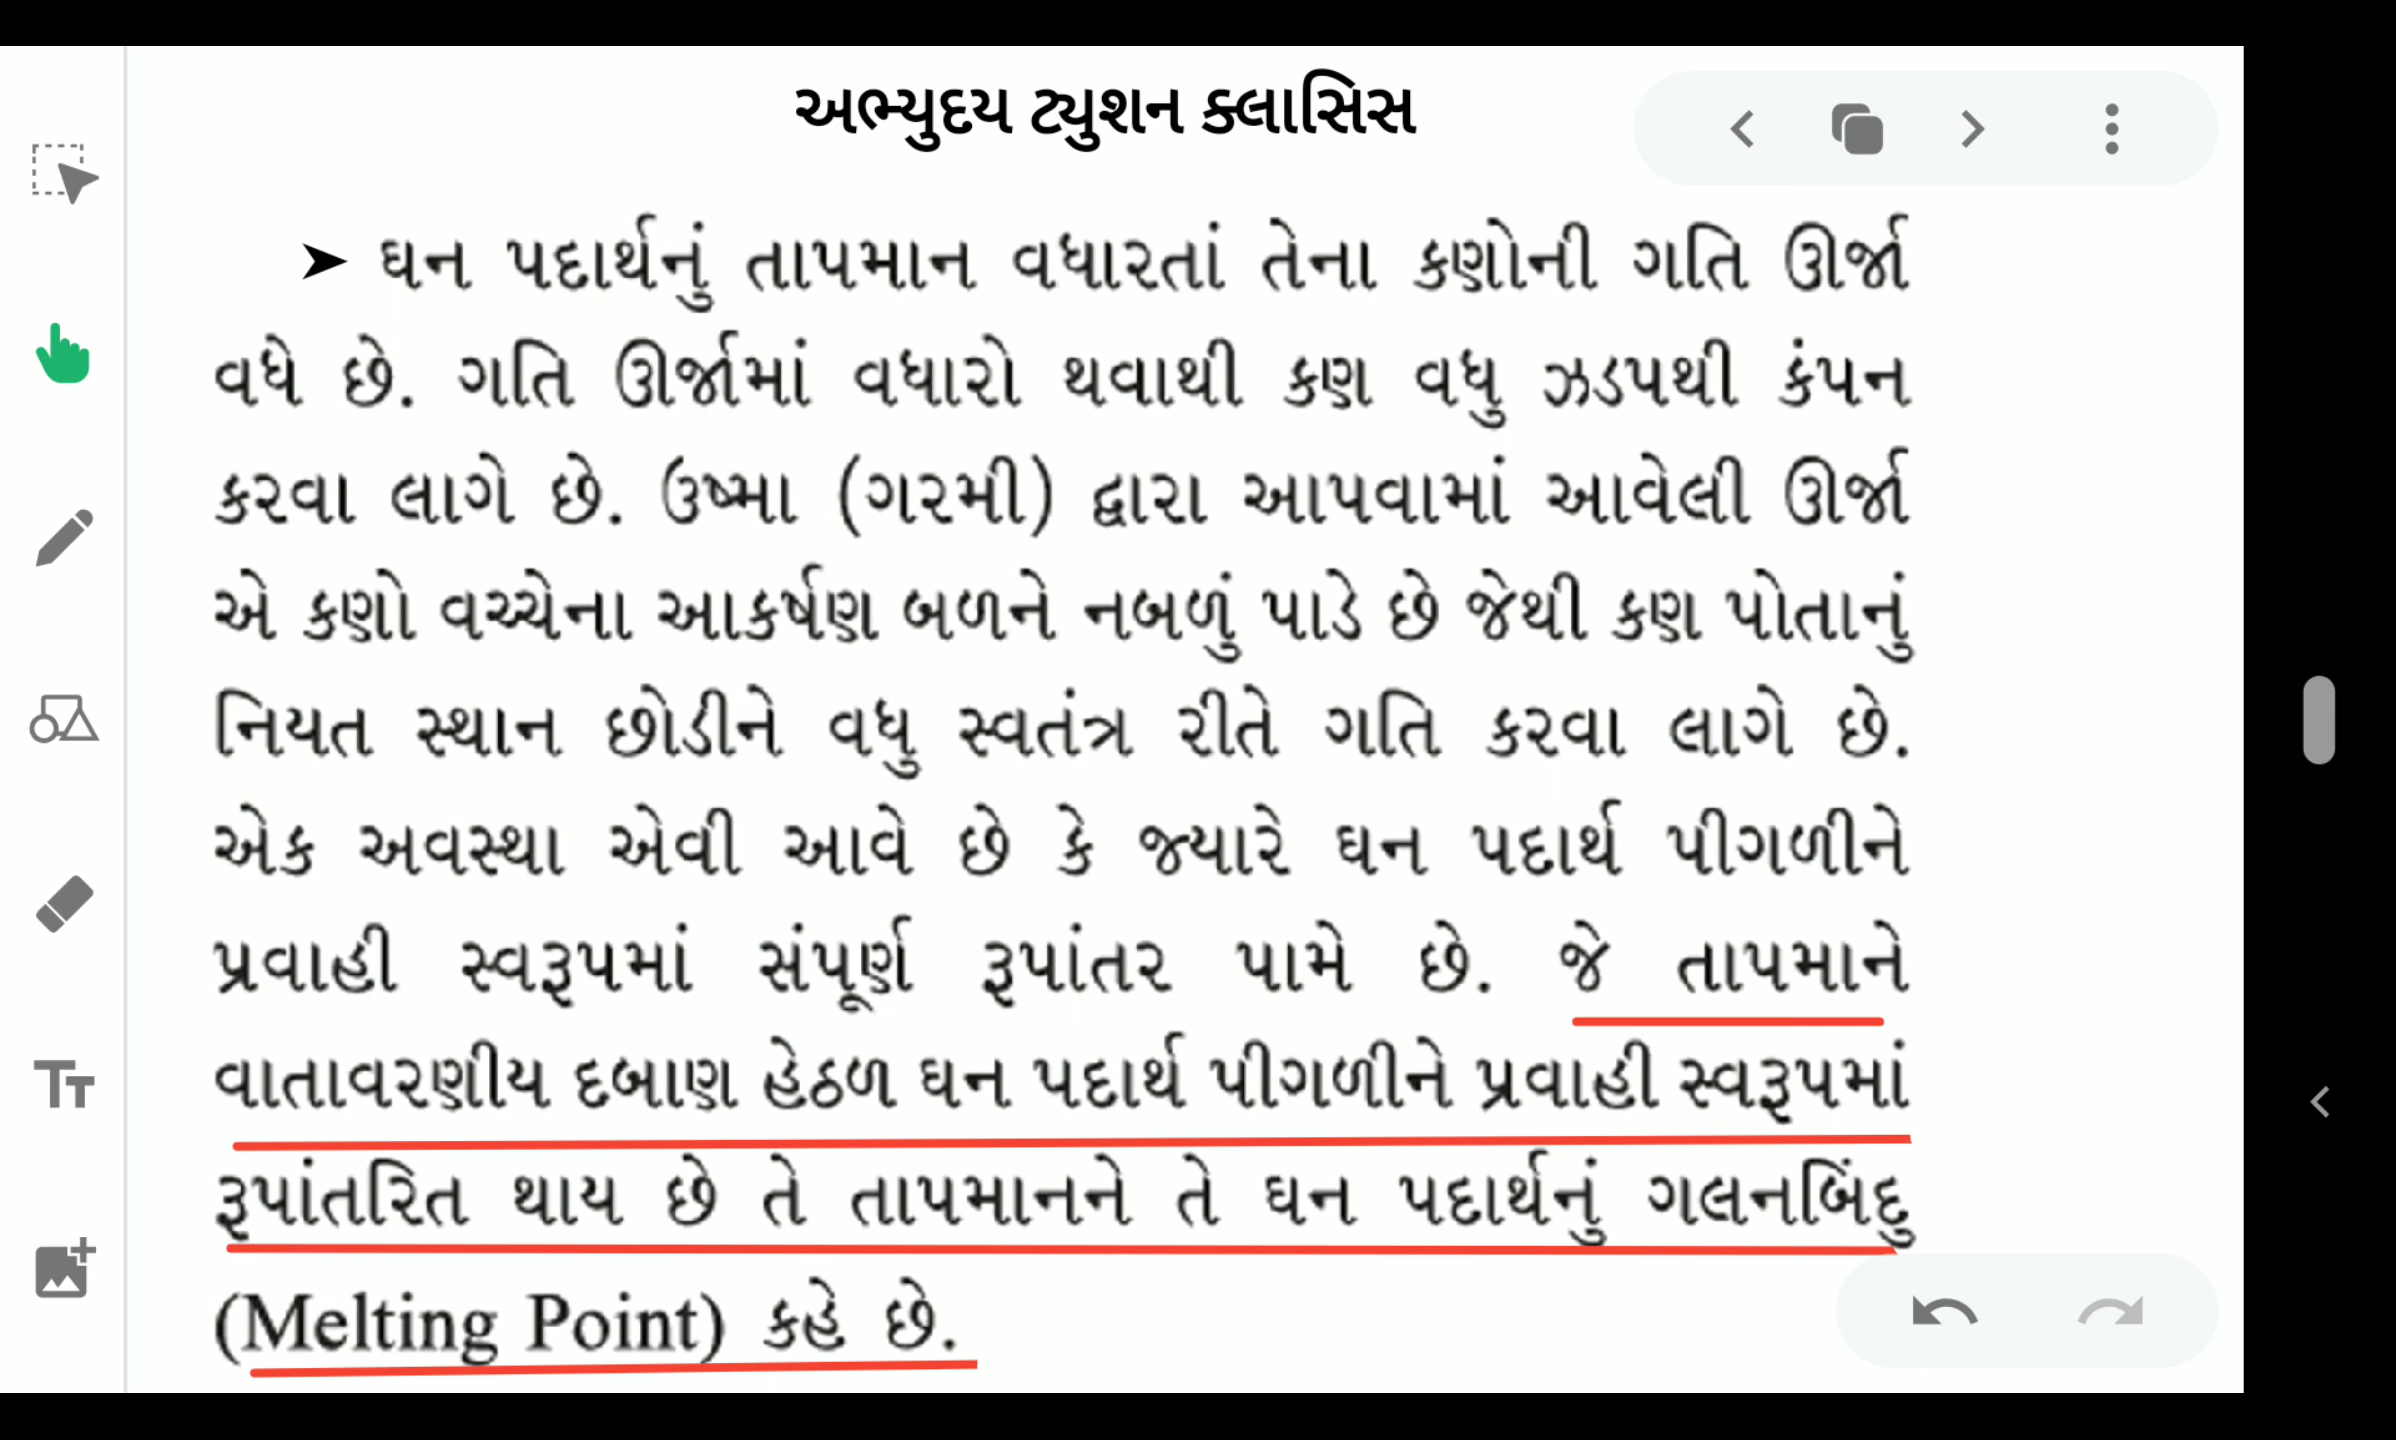 અભ્યુદય ટ્યુશન ક્લાસિસ
➤ ઘન પદાર્થનું તાપમાન વધારતાં તેના કણોની ગતિ ઊર્જા
વધે છે. ગતિ ઊર્જામાં વધારો થવાથી કણ વધુ ઝડપથી કંપન
કરવા લાગે છે. ઉષ્મા (ગરમી) દ્વારા આપવામાં આવેલી ઊર્જા
એ કણો વચ્ચેના આકર્ષણ બળને નબળું પાડે છે જેથી કણ પોતાનું
નિયત સ્થાન છોડીને વધુ સ્વતંત્ર રીતે ગતિ કરવા લાગે છે.
એક અવસ્થા એવી આવે છે કે જ્યારે ઘન પદાર્થ પીગળીને
પ્રવાહી સ્વરૂપમાં સંપૂર્ણ રૂપાંતર પામે છે. જે તાપમાને
વાતાવરણીય દબાણ હેઠળ ઘન પદાર્થ પીગળીને પ્રવાહી સ્વરૂપમાં
રૂપાંતરિત થાય છે તે તાપમાનને તે ઘન પદાર્થનું ગલનબિંદુ
(Melting Point) કહે છે.